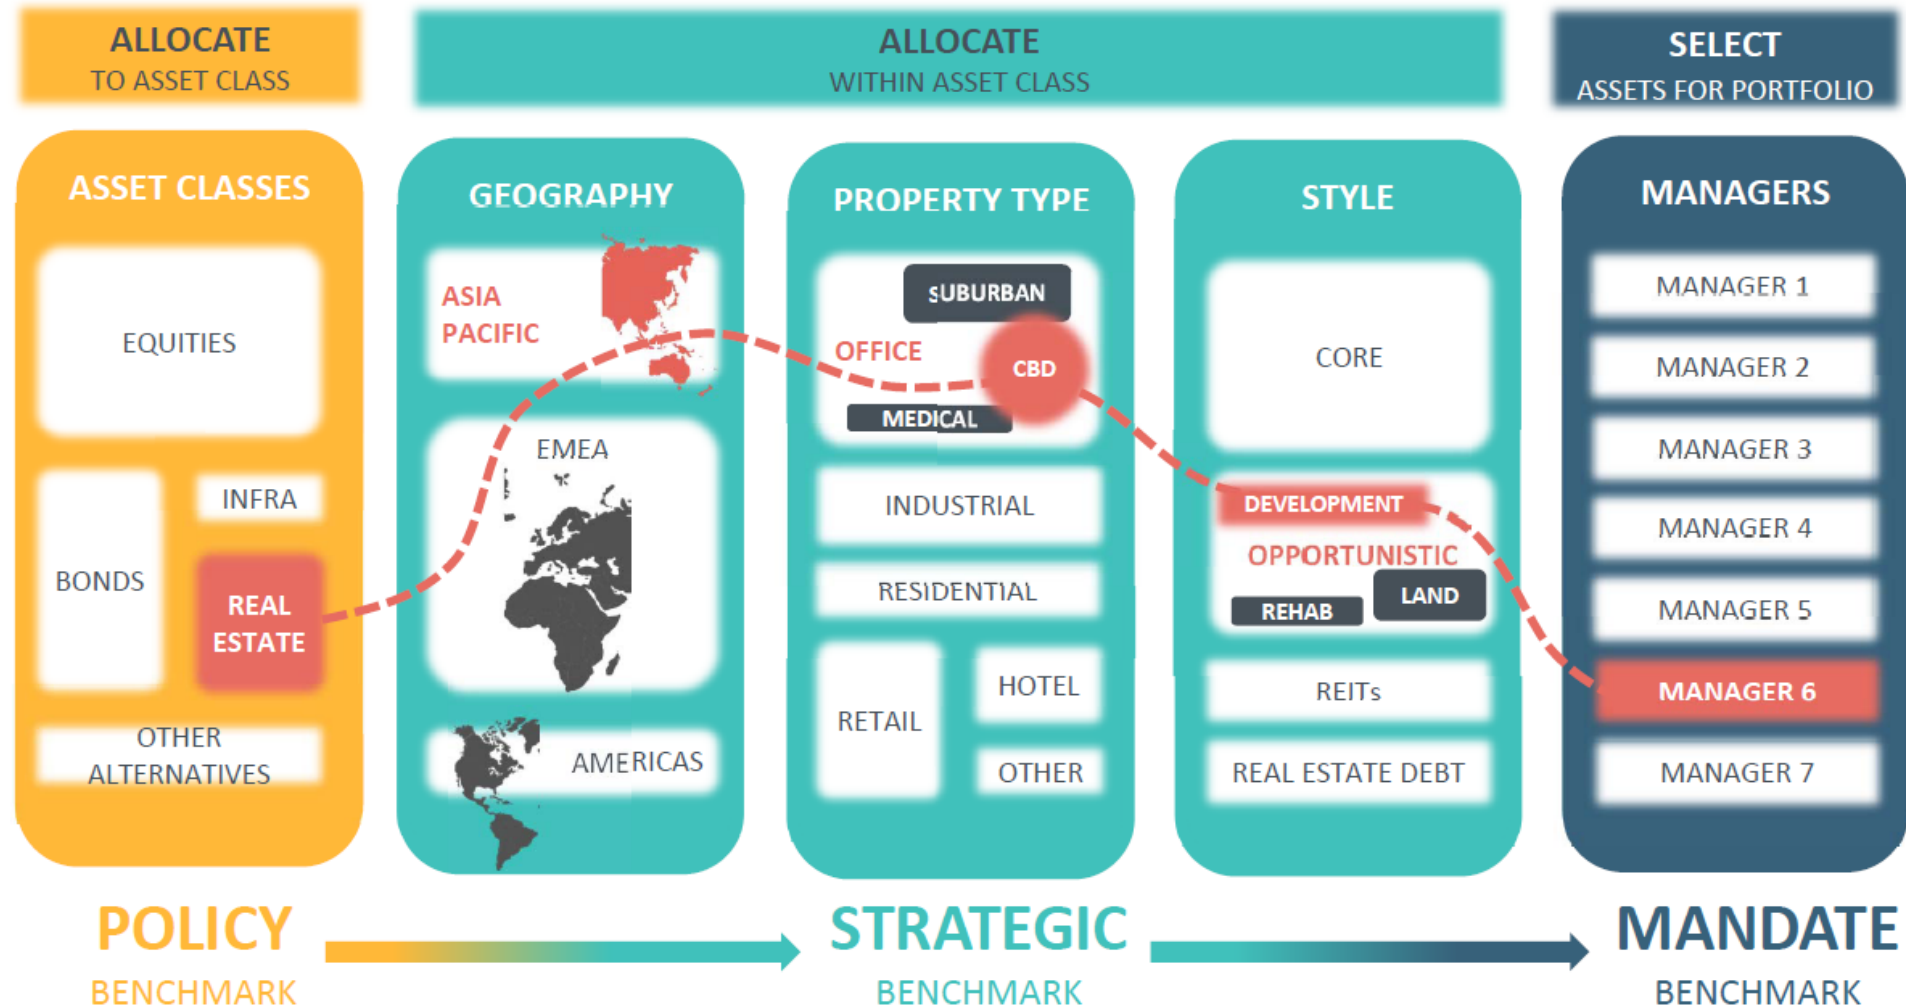 ALLOCATE
TO ASSET CLASS
ALLOCATE
WITHIN ASSET CLASS
SELECT
ASSETS FOR PORTFOLIO
ASSET CLASSES
EQUITIES
BONDS
INFRA
REAL
ESTATE
OTHER
ALTERNATIVES
GEOGRAPHY
ASIA
PACIFIC
EMEA
AMERICAS
PROPERTY TYPE
SUBURBAN
OFFICE
CBD
MEDICAL
INDUSTRIAL
RESIDENTIAL
RETAIL
HOTEL
OTHER
STYLE
CORE
DEVELOPMENT
OPPORTUNISTIC
REHAB
LAND
REITs
REAL ESTATE DEBT
MANAGERS
MANAGER 1
MANAGER 2
MANAGER 3
MANAGER 4
MANAGER 5
MANAGER 6
MANAGER 7
POLICY
BENCHMARK
STRATEGIC
BENCHMARK
MANDATE
BENCHMARK